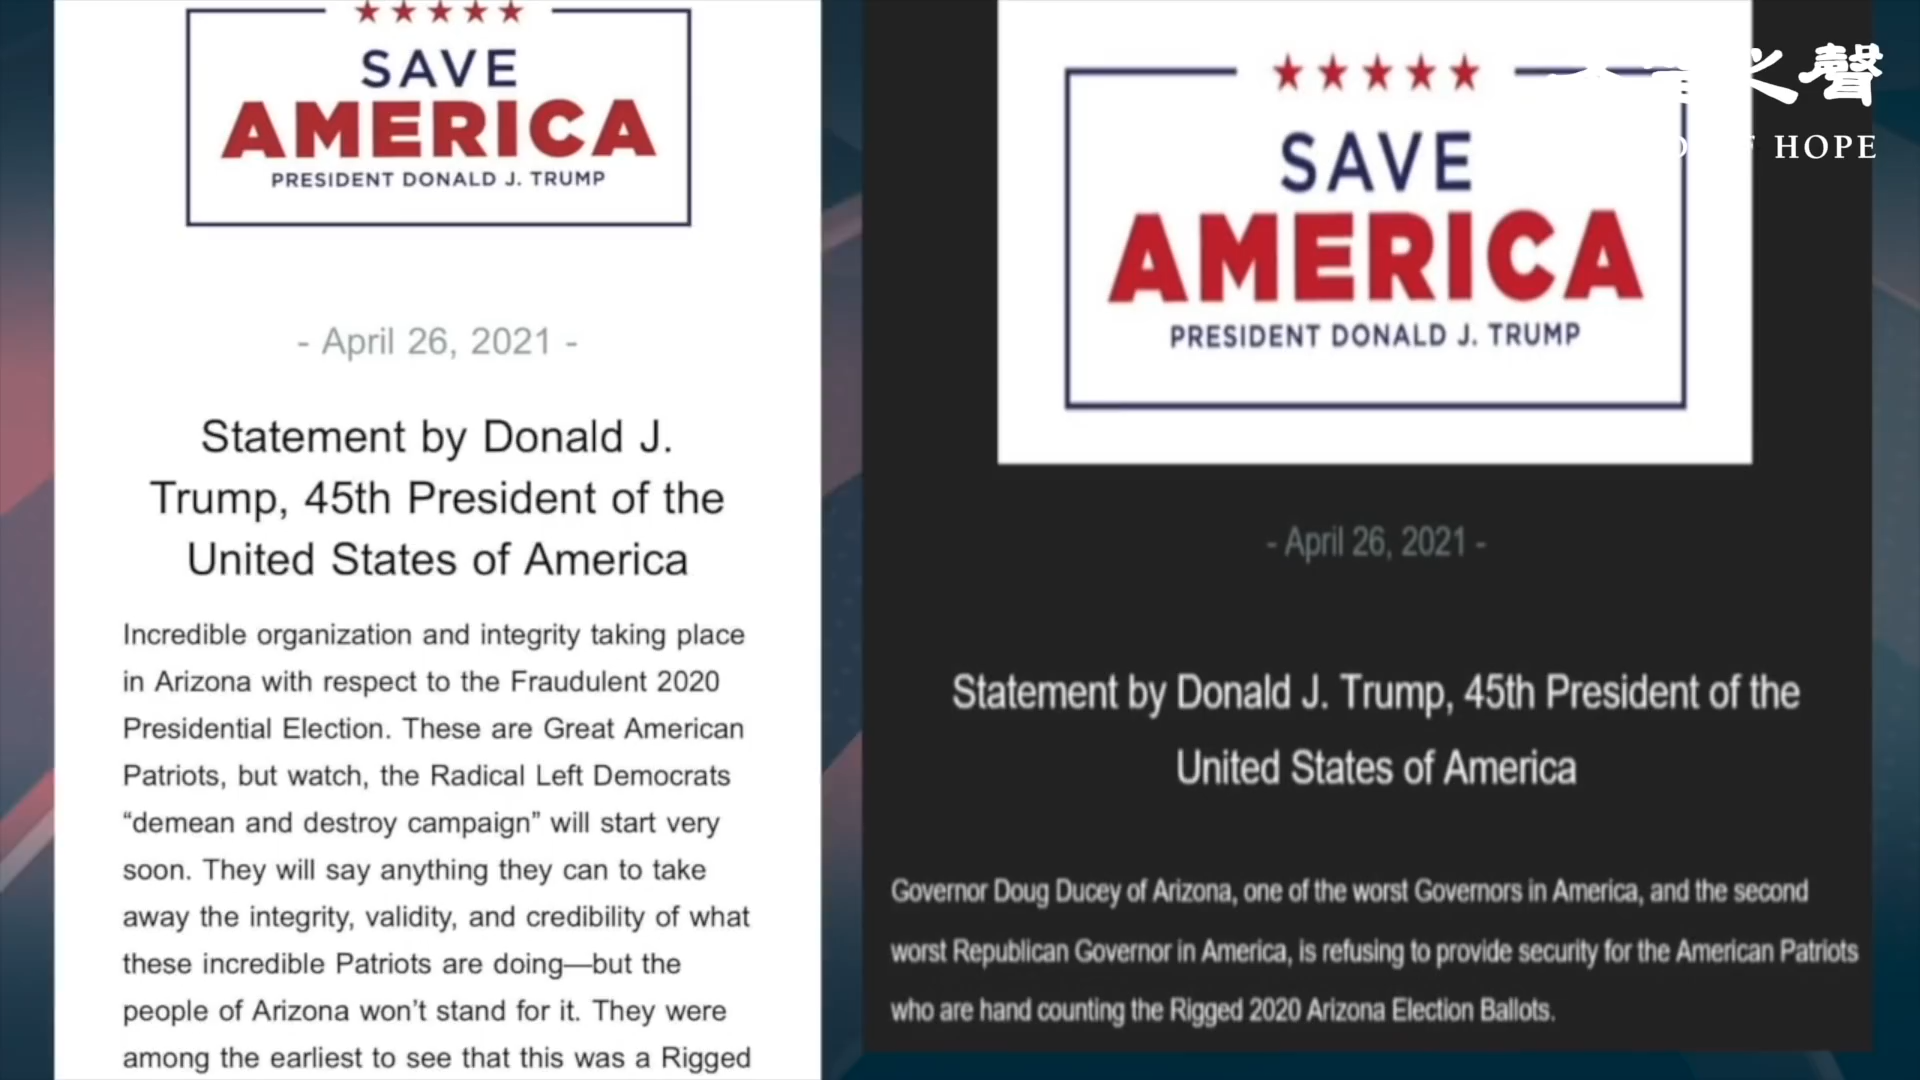 SAVE
AMERICA
PRESIDENT DONALD J. TRUMP
- April 26, 2021 -
Statement by Donald J.
Trump, 45th President of the
United States of America
Incredible organization and integrity taking place
in Arizona with respect to the Fraudulent 2020
Presidential Election. These are Great American
Patriots, but watch, the Radical Left Democrats
“demean and destroy campaign” will start very
soon. They will say anything they can to take
away the integrity, validity, and credibility of what
these incredible Patriots are doing—but the
people of Arizona won’t stand for it. They were
among the earliest to see that this was a Rigged
SAVE
AMERICA
PRESIDENT DONALD J. TRUMP
- April 26, 2021 -
Statement by Donald J. Trump, 45th President of the
United States of America
Governor Doug Ducey of Arizona, one of the worst Governors in America, and the second
worst Republican Governor in America, is refusing to provide security for the American Patriots
who are hand counting the Rigged 2020 Arizona Election Ballots.
之聲
HOPE